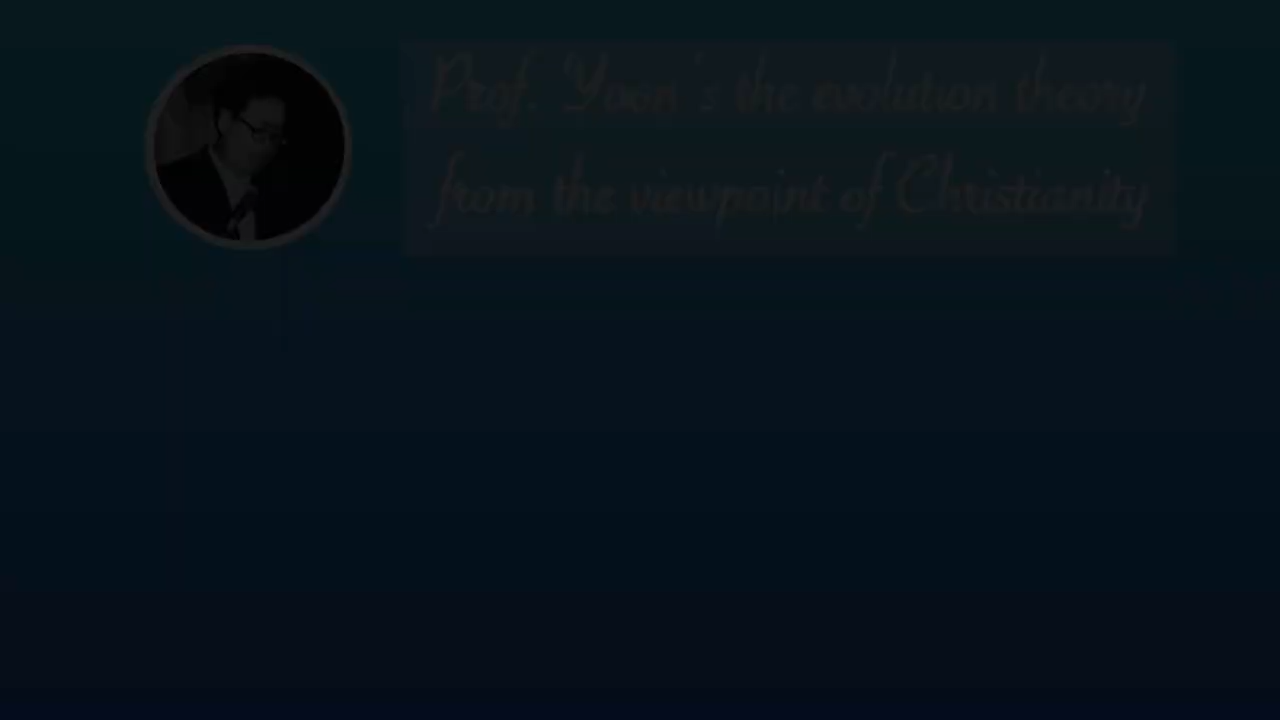 Prof. Yoon's the evolution theory
from the viewpoint of Christianity